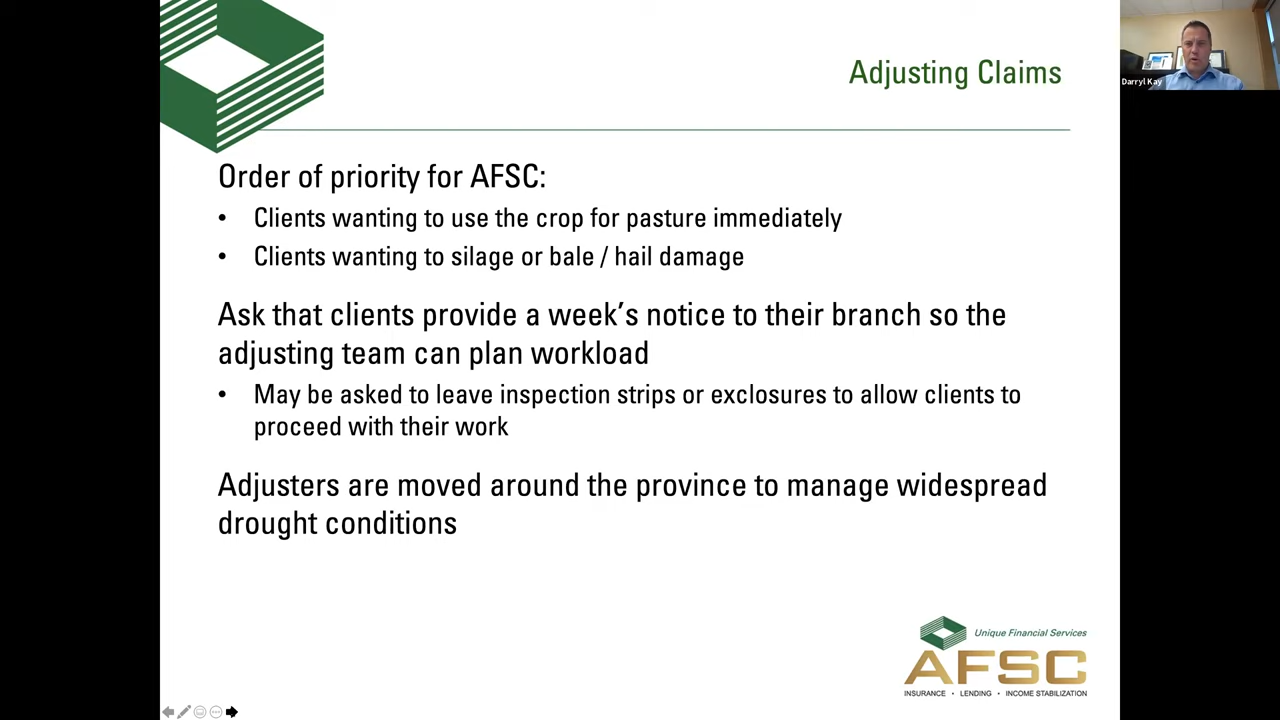 Adjusting Claims
Darryl Kay
Order of priority for AFSC:
• Clients wanting to use the crop for pasture immediately
• Clients wanting to silage or bale / hail damage
Ask that clients provide a week’s notice to their branch so the
adjusting team can plan workload
• May be asked to leave inspection strips or exclosures to allow clients to
proceed with their work
Adjusters are moved around the province to manage widespread
drought conditions
Unique Financial Services
AFSC
INSURANCE • LENDING • INCOME STABILIZATION